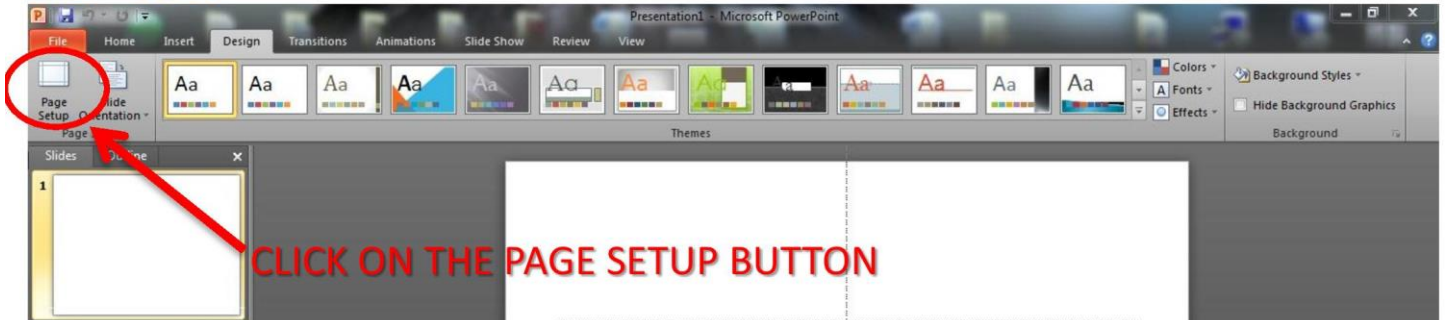 Presentation1 - Microsoft PowerPoint
File Home Insert Design Transitions Animations Slide Show Review View
Aa Aa Aa Aa Aa Aa Aa Aa Aa Aa Aa Aa Aa
Page Setup
Orientation
Page
Themes
Colors
Fonts
Effects
Background Styles
Hide Background Graphics
Background
Slides
1
CLICK ON THE PAGE SETUP BUTTON